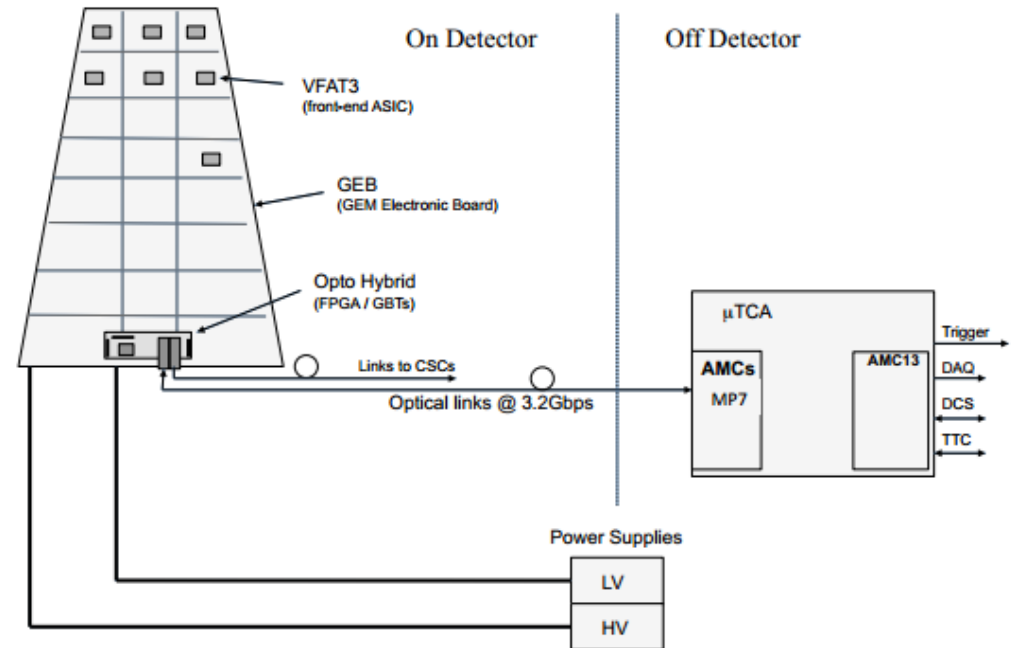 On Detector
Off Detector
VFAT3
(front-end ASIC)
GEB
(GEM Electronic Board)
Opto Hybrid
(FPGA / GBTs)
Links to CSCs
Optical links @ 3.2Gbps
μTCA
AMCs
MP7
AMC13
Trigger
DAQ
DCS
TTC
Power Supplies
LV
HV